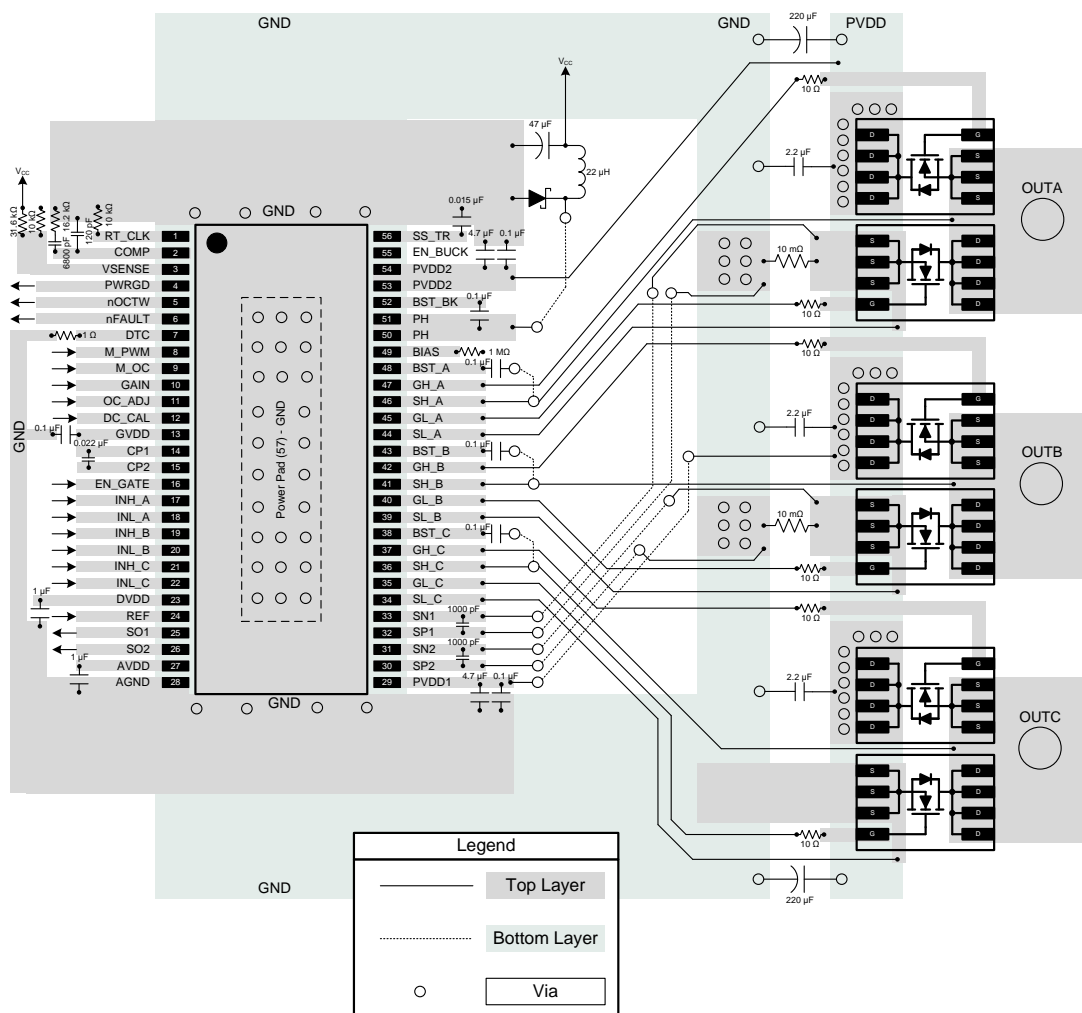 GND
GND
220 µF
PVDD
VCC
10 Ω
47 µF
22 µH
2.2 µF
D
D
D
D
G
S
S
S
OUTA
VCC
31.6 kΩ
10 kΩ
16.2 kΩ
6800 pF
120 pF
10 kΩ
GND
0.015 µF
4.7 µF
0.1 µF
10 mΩ
S
S
S
G
D
D
D
D
10 Ω
RT_CLK 1
COMP 2
VSENSE 3
PWRGD 4
nOCTW 5
nFAULT 6
DTC 7
1 Ω
M_PWM 8
M_OC 9
GAIN 10
OC_ADJ 11
DC_CAL 12
GVDD 13
CP1 14
CP2 15
EN_GATE 16
INH_A 17
INL_A 18
INH_B 19
INL_B 20
INH_C 21
INL_C 22
DVDD 23
REF 24
SO1 25
SO2 26
AVDD 27
AGND 28
GND
0.1 µF
0.022 µF
1 µF
1 µF
Power Pad (57) - GND
56 SS_TR
55 EN_BUCK
54 PVDD2
53 PVDD2
52 BST_BK
0.1 µF
51 PH
50 PH
49 BIAS
1 MΩ
48 BST_A
0.1 µF
47 GH_A
46 SH_A
45 GL_A
44 SL_A
43 BST_B
0.1 µF
42 GH_B
41 SH_B
40 GL_B
39 SL_B
38 BST_C
0.1 µF
37 GH_C
36 SH_C
35 GL_C
34 SL_C
33 SN1
1000 pF
32 SP1
31 SN2
1000 pF
30 SP2
29 PVDD1
4.7 µF
0.1 µF
GND
10 Ω
2.2 µF
D
D
D
D
G
S
S
S
OUTB
10 mΩ
S
S
S
G
D
D
D
D
10 Ω
10 Ω
2.2 µF
D
D
D
D
G
S
S
S
OUTC
S
S
S
G
D
D
D
D
10 Ω
GND
220 µF
Legend
Top Layer
Bottom Layer
Via